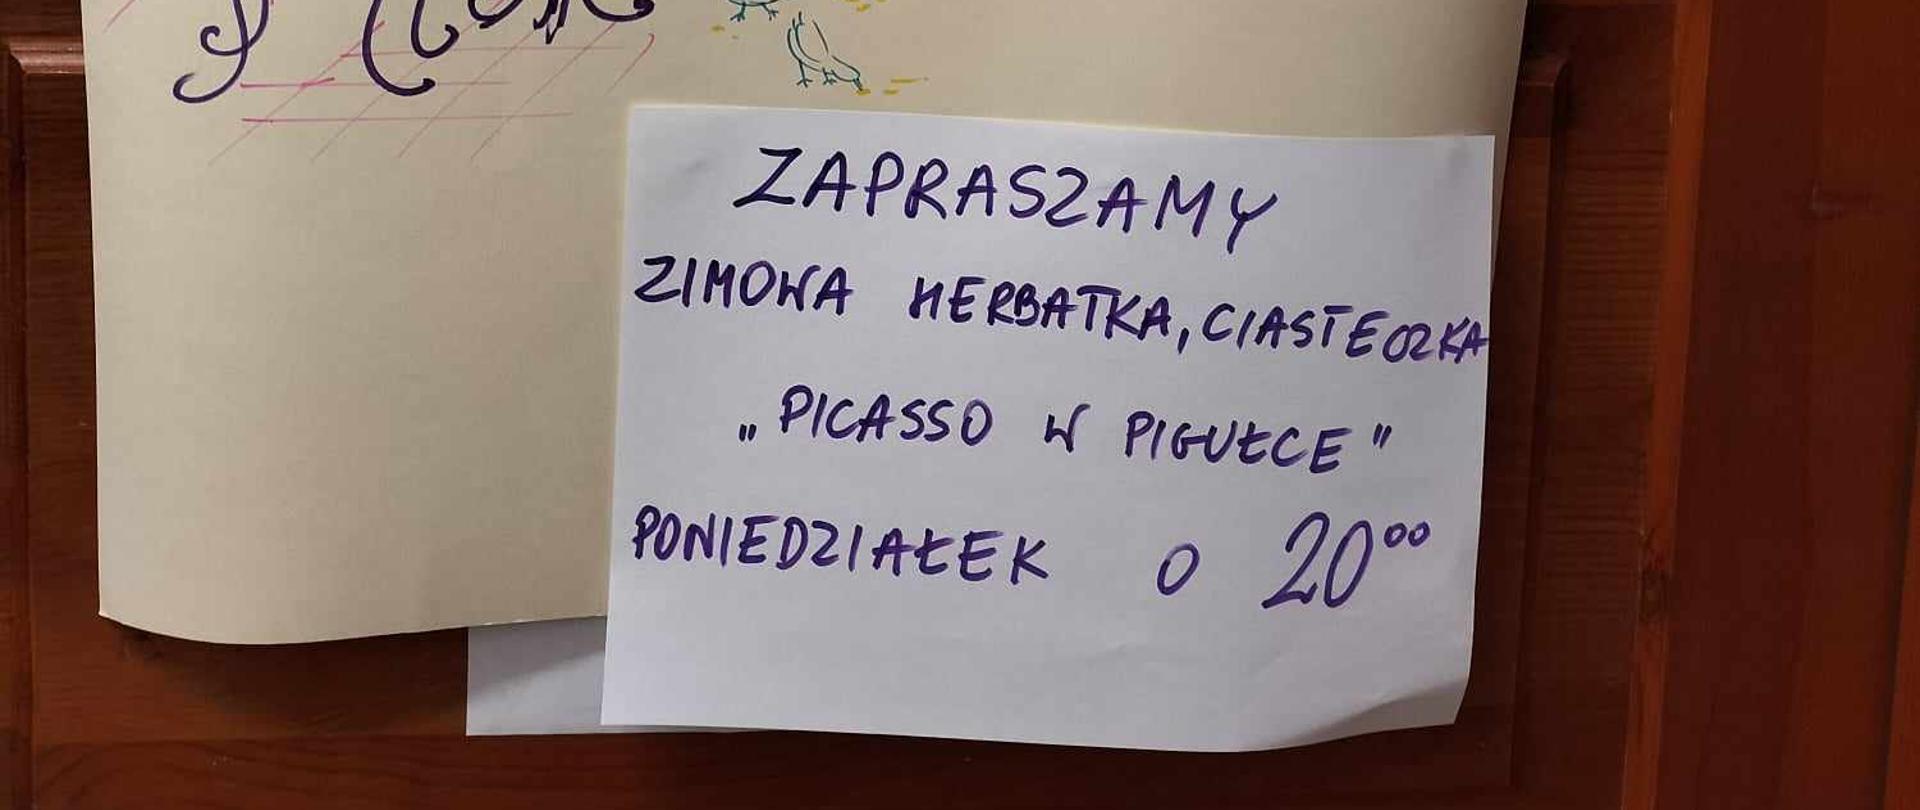 ZAPRASZAMY
ZIMOWA HERBATKA, CIASTECZKA
„PICASSO W PIGUŁCE"
PONIEDZIAŁEK O 20⁰⁰